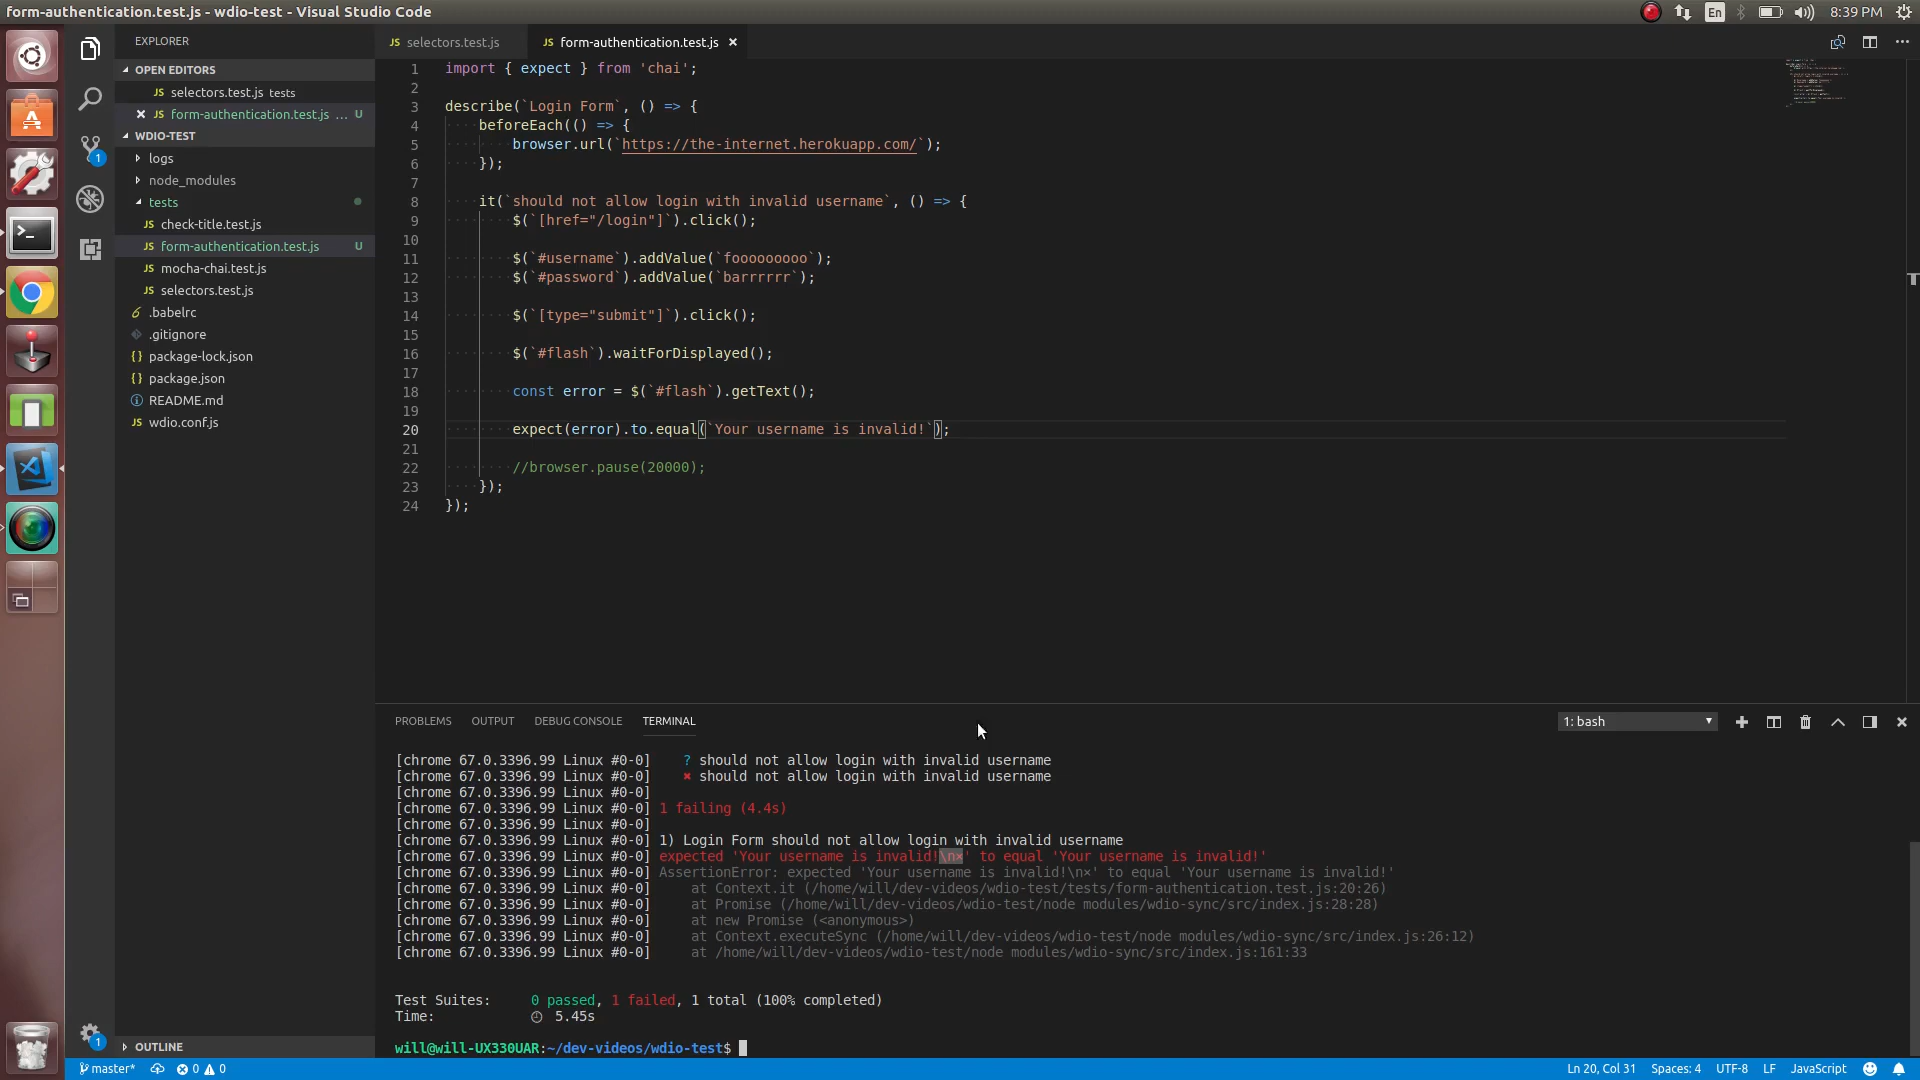 form-authentication.test.js - wdio-test - Visual Studio Code
En
8:39 PM
EXPLORER
OPEN EDITORS
JS selectors.test.js tests
JS form-authentication.test.js ... U
WDIO-TEST
logs
node_modules
tests
JS check-title.test.js
JS form-authentication.test.js U
JS mocha-chai.test.js
JS selectors.test.js
.babelrc
.gitignore
{} package-lock.json
{} package.json
README.md
JS wdio.conf.js
OUTLINE
1
1
JS selectors.test.js
JS form-authentication.test.js
1 import { expect } from 'chai';
2
3 describe(`Login Form`, () => {
4 beforeEach(() => {
5 browser.url(`https://the-internet.herokuapp.com/`);
6 });
7
8 it(`should not allow login with invalid username`, () => {
9 $(`[href="/login"]`).click();
10
11 $(`#username`).addValue(`fooooooooo`);
12 $(`#password`).addValue(`barrrrrr`);
13
14 $(`[type="submit"]`).click();
15
16 $(`#flash`).waitForDisplayed();
17
18 const error = $(`#flash`).getText();
19
20 expect(error).to.equal(`Your username is invalid!`);
21
22 //browser.pause(20000);
23 });
24 });
PROBLEMS OUTPUT DEBUG CONSOLE TERMINAL
1: bash
[chrome 67.0.3396.99 Linux #0-0] ? should not allow login with invalid username
[chrome 67.0.3396.99 Linux #0-0] ✖ should not allow login with invalid username
[chrome 67.0.3396.99 Linux #0-0]
[chrome 67.0.3396.99 Linux #0-0] 1 failing (4.4s)
[chrome 67.0.3396.99 Linux #0-0]
[chrome 67.0.3396.99 Linux #0-0] 1) Login Form should not allow login with invalid username
[chrome 67.0.3396.99 Linux #0-0] expected 'Your username is invalid!\n×' to equal 'Your username is invalid!'
[chrome 67.0.3396.99 Linux #0-0] AssertionError: expected 'Your username is invalid!\n×' to equal 'Your username is invalid!'
[chrome 67.0.3396.99 Linux #0-0] at Context.it (/home/will/dev-videos/wdio-test/tests/form-authentication.test.js:20:26)
[chrome 67.0.3396.99 Linux #0-0] at Promise (/home/will/dev-videos/wdio-test/node modules/wdio-sync/src/index.js:28:28)
[chrome 67.0.3396.99 Linux #0-0] at new Promise (<anonymous>)
[chrome 67.0.3396.99 Linux #0-0] at Context.executeSync (/home/will/dev-videos/wdio-test/node modules/wdio-sync/src/index.js:26:12)
[chrome 67.0.3396.99 Linux #0-0] at /home/will/dev-videos/wdio-test/node modules/wdio-sync/src/index.js:161:33
Test Suites: 0 passed, 1 failed, 1 total (100% completed)
Time: 5.45s
will@will-UX330UAR:~/dev-videos/wdio-test$
master* 0 0
Ln 20, Col 31 Spaces: 4 UTF-8 LF JavaScript